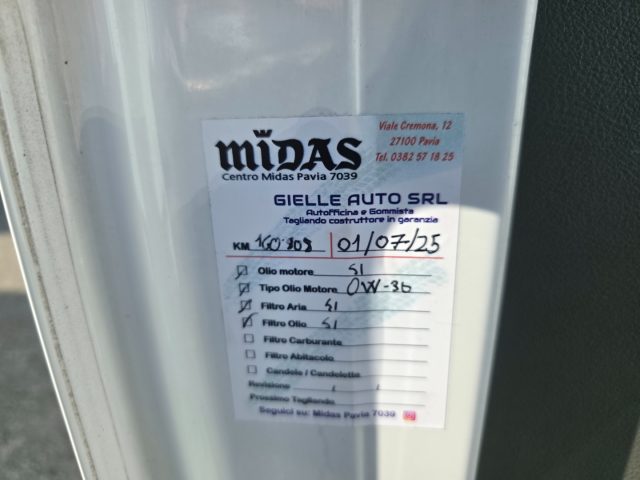 MIDAS
Centro Midas Pavia 7039
Viale Cremona, 12
27100 Pavia
Tel. 0382 57 18 25
GIELLE AUTO SRL
Autofficina e Gommista
Tagliando costruttore in garanzia
KM 01/07/25
Olio motore SI
Tipo Olio Motore 0W-30
Filtro Aria SI
Filtro Olio SI
Filtro Carburante
Filtro Abitacolo
Candele / Candelette
Revisione / /
Prossimo Tagliando
Seguici su: Midas Pavia 7039